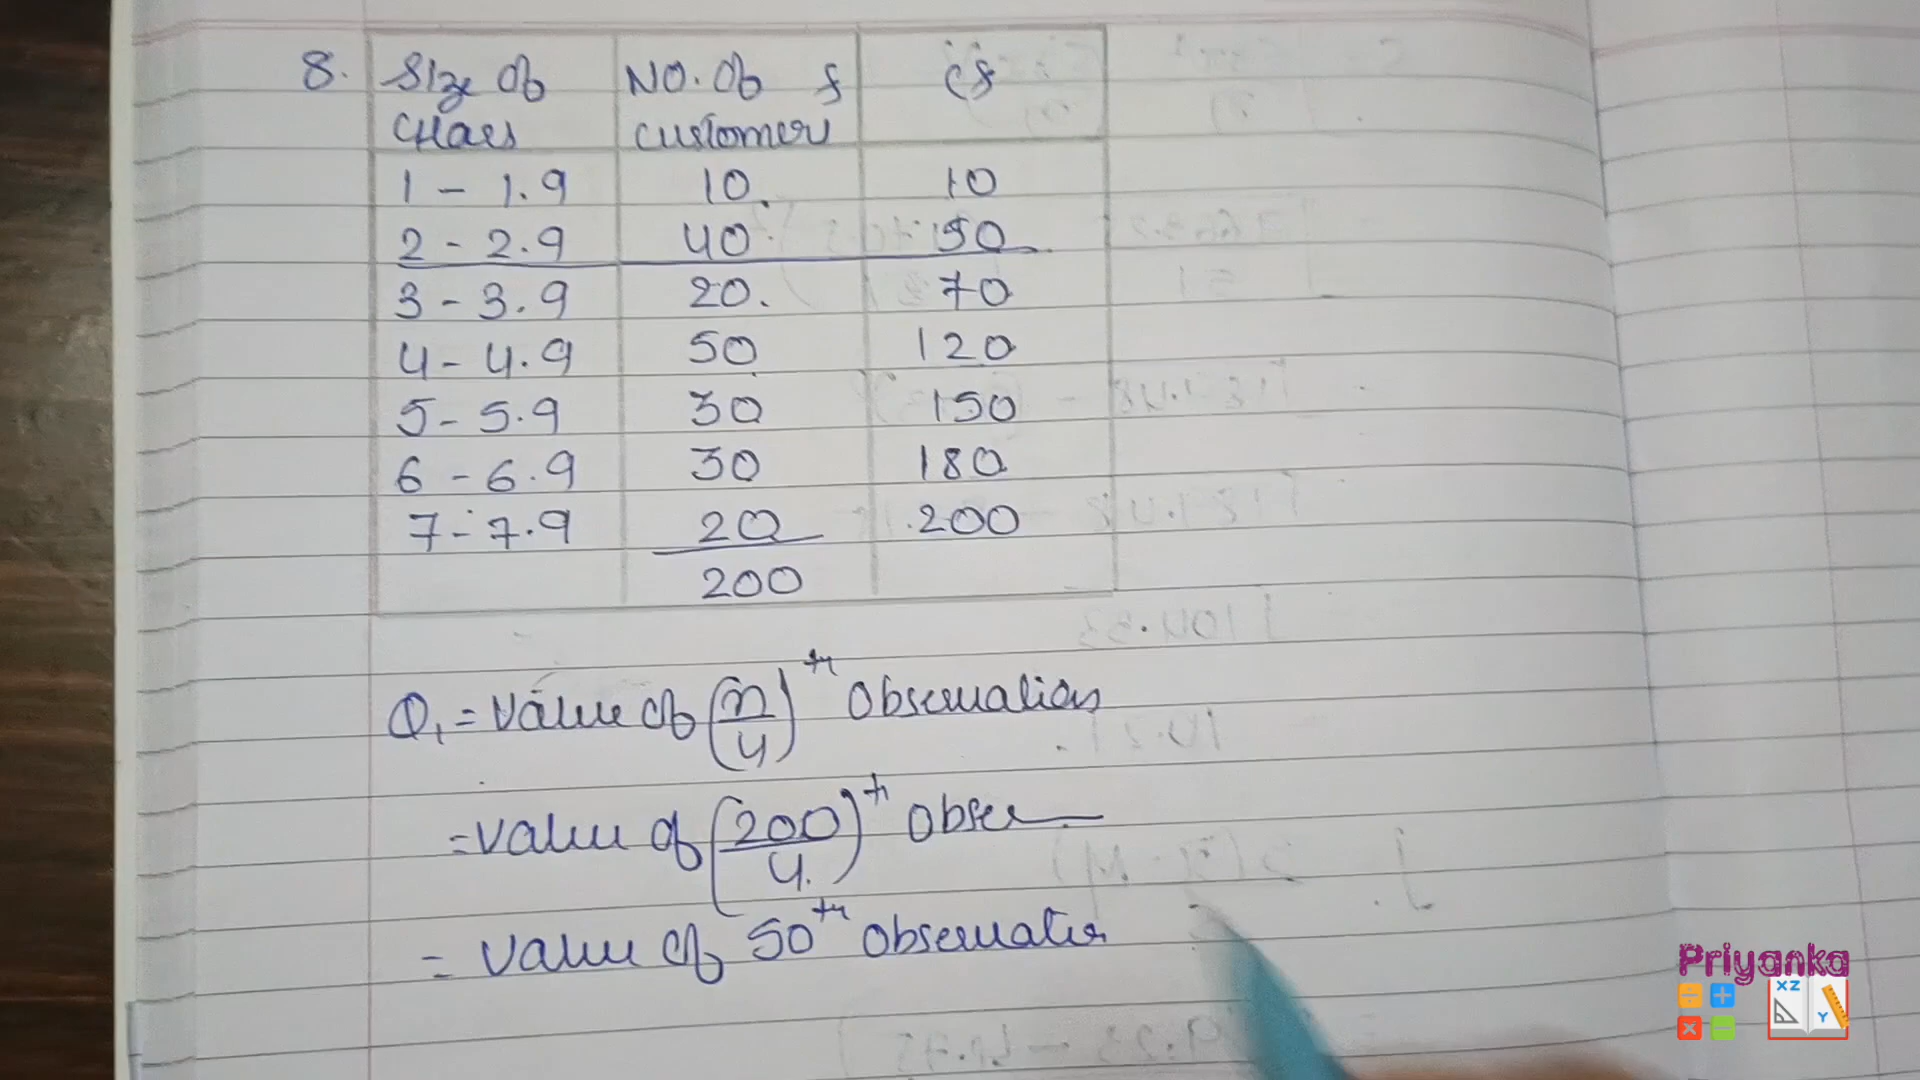 8. Size of No. of f cf
Chaes customer
1 - 1.9 10. 10
2 - 2.9 40 50
3 - 3.9 20. 70
4 - 4.9 50 120
5 - 5.9 30 150
6 - 6.9 30 180
7 - 7.9 20 200
200
Q₁ = value of (n/4)th observation
= value of (200/4.)th obser
= value of 50th observation
Priyanka
XZ
Y